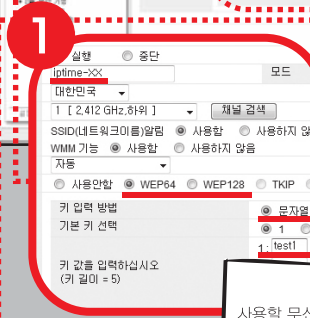 1
실행 중단
iptime-XX 모드
대한민국
1 [ 2,412 GHz,하위 ] 채널 검색
SSID(네트워크이름)알림 사용함 사용하지 않
WMM 기능 사용함 사용하지 않음
자동
사용안함 WEP64 WEP128 TKIP
키 입력 방법 문자열
기본 키 선택 1
1: test1
키 값을 입력하십시오
(키 길이 = 5)
사용할 무선